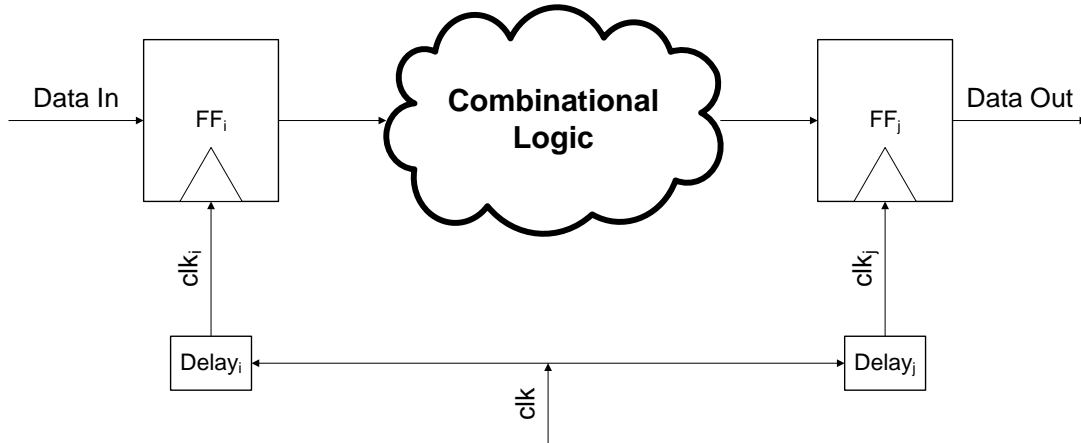 Data In
FFᵢ
Combinational
Logic
FFⱼ
Data Out
clkᵢ
clkⱼ
Delayᵢ
Delayⱼ
clk